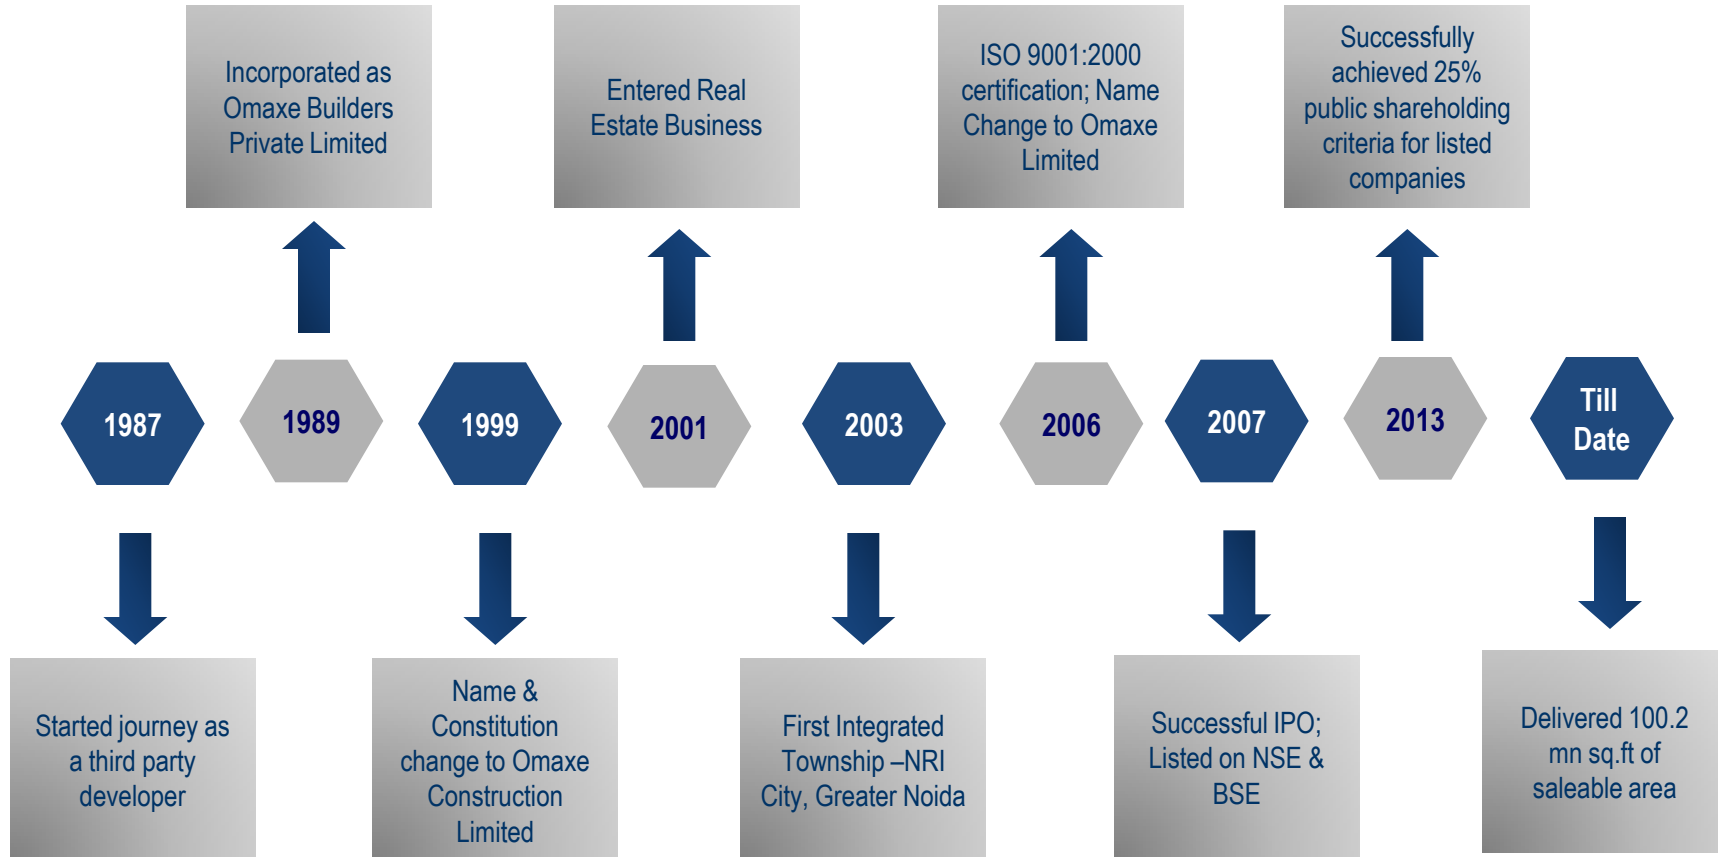 Incorporated as
Omaxe Builders
Private Limited
Entered Real
Estate Business
ISO 9001:2000
certification; Name
Change to Omaxe
Limited
Successfully
achieved 25%
public shareholding
criteria for listed
companies
1987
1989
1999
2001
2003
2006
2007
2013
Till
Date
Started journey as
a third party
developer
Name &
Constitution
change to Omaxe
Construction
Limited
First Integrated
Township –NRI
City, Greater Noida
Successful IPO;
Listed on NSE &
BSE
Delivered 100.2
mn sq.ft of
saleable area